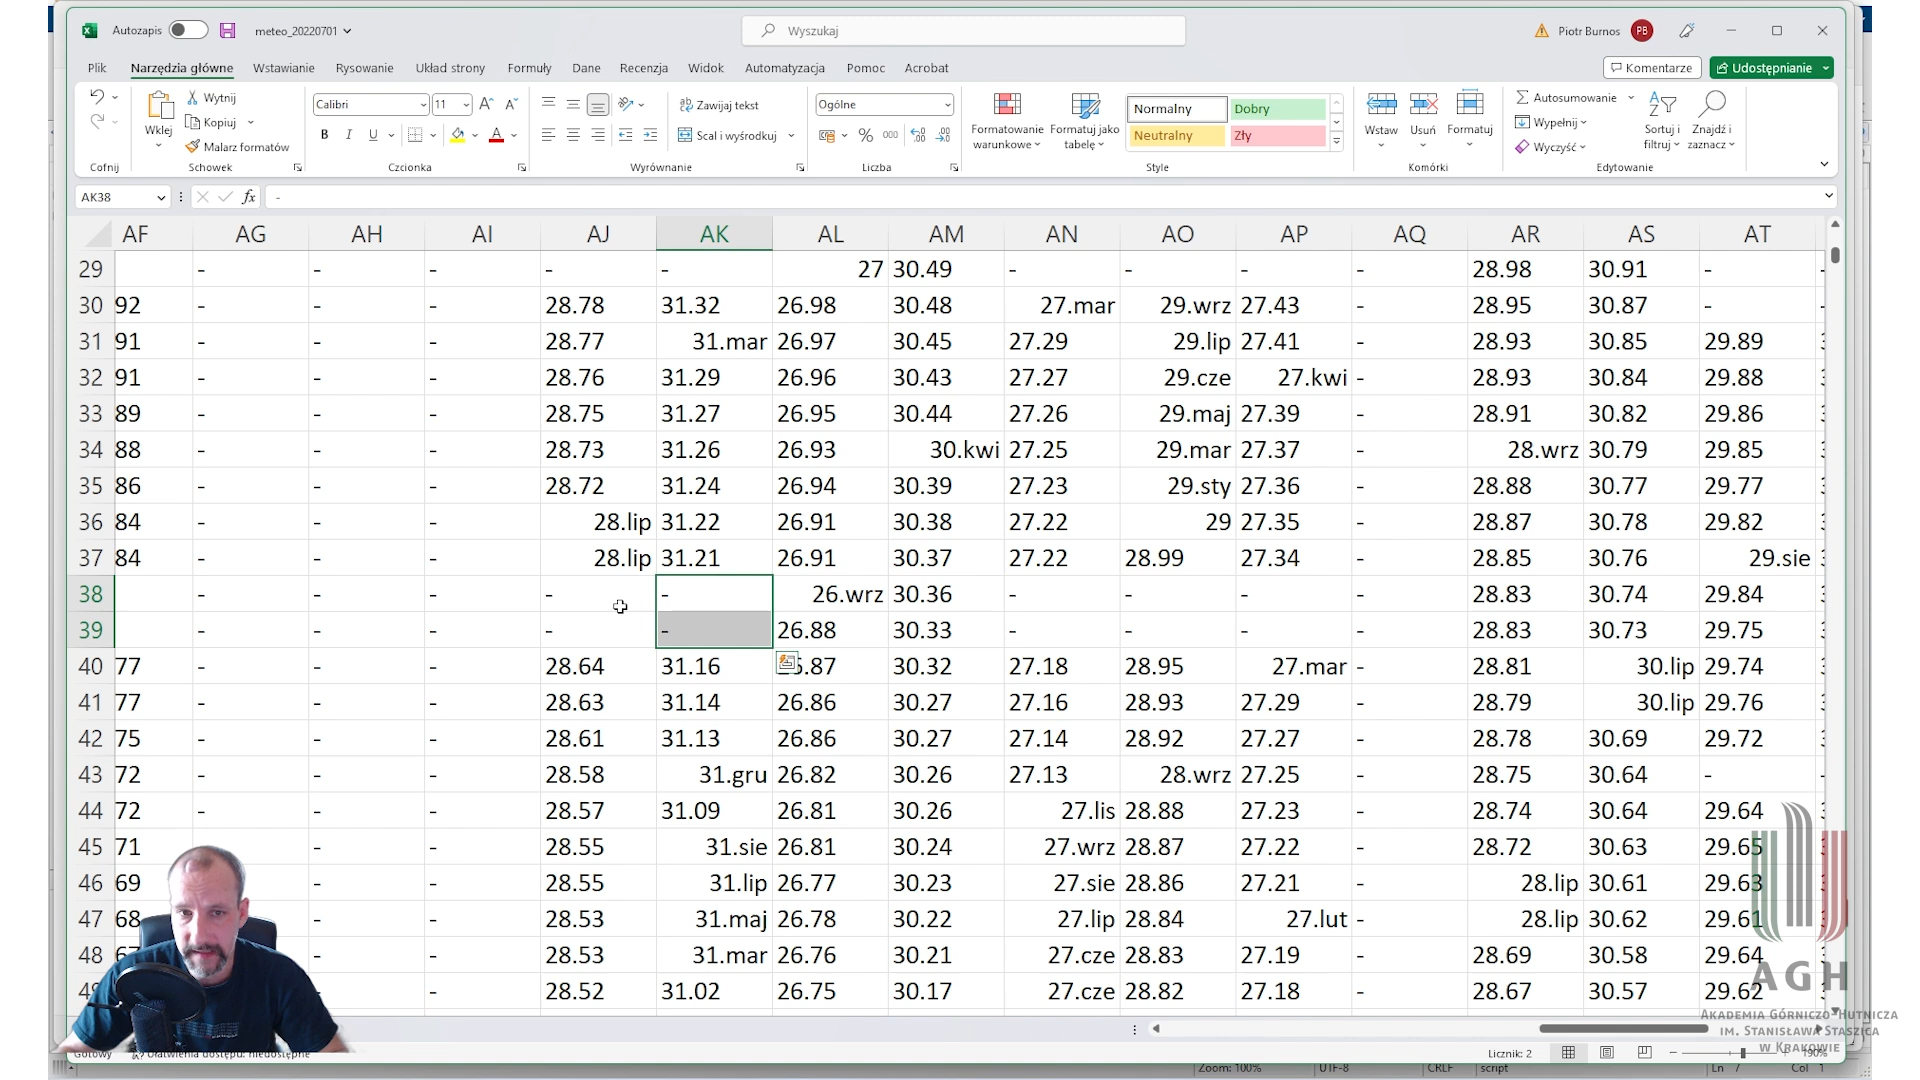 Autozapis meteo_20220701 Wyszukaj Piotr Burnos PB
Plik Narzędzia główne Wstawianie Rysowanie Układ strony Formuły Dane Recenzja Widok Automatyzacja Pomoc Acrobat Komentarze Udostępnianie
Wklej Wytnij Kopiuj Malarz formatów
Calibri 11 Zawijaj tekst Scal i wyśrodkuj
Ogólne
Formatowanie warunkowe Formatuj jako tabelę
Normalny Dobry
Neutralny Zły
Wstaw Usuń Formatuj
Autosumowanie Wypełnij Wyczyść
Sortuj i filtruj Znajdź i zaznacz
Cofnij Schowek Czcionka Wyrównanie Liczba Style Komórki Edytowanie
AK38 fx -
AF AG AH AI AJ AK AL AM AN AO AP AQ AR AS AT
29 - - - - - 27 30.49 - - - - 28.98 30.91 - -
30 92 - - - 28.78 31.32 26.98 30.48 27.mar 29.wrz 27.43 - 28.95 30.87 -
31 91 - - - 28.77 31.mar 26.97 30.45 27.29 29.lip 27.41 - 28.93 30.85 29.89
32 91 - - - 28.76 31.29 26.96 30.43 27.27 29.cze 27.kwi - 28.93 30.84 29.88
33 89 - - - 28.75 31.27 26.95 30.44 27.26 29.maj 27.39 - 28.91 30.82 29.86
34 88 - - - 28.73 31.26 26.93 30.kwi 27.25 29.mar 27.37 - 28.wrz 30.79 29.85
35 86 - - - 28.72 31.24 26.94 30.39 27.23 29.sty 27.36 - 28.88 30.77 29.77
36 84 - - - 28.lip 31.22 26.91 30.38 27.22 29 27.35 - 28.87 30.78 29.82
37 84 - - - 28.lip 31.21 26.91 30.37 27.22 28.99 27.34 - 28.85 30.76 29.sie
38 - - - - - 26.wrz 30.36 - - - - 28.83 30.74 29.84
39 - - - - - 26.88 30.33 - - - - 28.83 30.73 29.75
40 77 - - - 28.64 31.16 .87 30.32 27.18 28.95 27.mar - 28.81 30.lip 29.74
41 77 - - - 28.63 31.14 26.86 30.27 27.16 28.93 27.29 - 28.79 30.lip 29.76
42 75 - - - 28.61 31.13 26.86 30.27 27.14 28.92 27.27 - 28.78 30.69 29.72
43 72 - - - 28.58 31.gru 26.82 30.26 27.13 28.wrz 27.25 - 28.75 30.64 - -
44 72 - - - 28.57 31.09 26.81 30.26 27.lis 28.88 27.23 - 28.74 30.64 29.64
45 71 - - - 28.55 31.sie 26.81 30.24 27.wrz 28.87 27.22 - 28.72 30.63 29.65
46 69 - - - 28.55 31.lip 26.77 30.23 27.sie 28.86 27.21 - 28.lip 30.61 29.63
47 68 - - - 28.53 31.maj 26.78 30.22 27.lip 28.84 27.lut - 28.lip 30.62 29.61
48 - - - 28.53 31.mar 26.76 30.21 27.cze 28.83 27.19 - 28.69 30.58 29.64
- - 28.52 31.02 26.75 30.17 27.cze 28.82 27.18 - 28.67 30.57 29.62
AGH
AKADEMIA GÓRNICZO-HUTNICZA
IM. STANISŁAWA STASZICA
W KRAKOWIE
Gotowy Ułatwienia dostępu: niedostępne Licznik: 2 190%
Zoom: 100% UTF-8 CRLF script Ln 7 Col 1